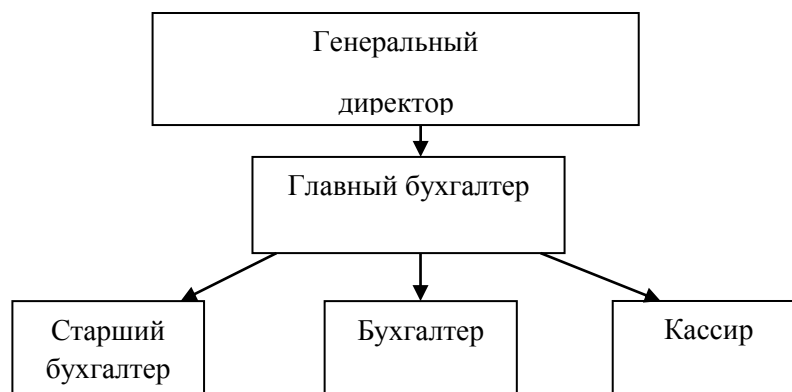 Генеральный
директор
Главный бухгалтер
Старший
бухгалтер
Бухгалтер
Кассир